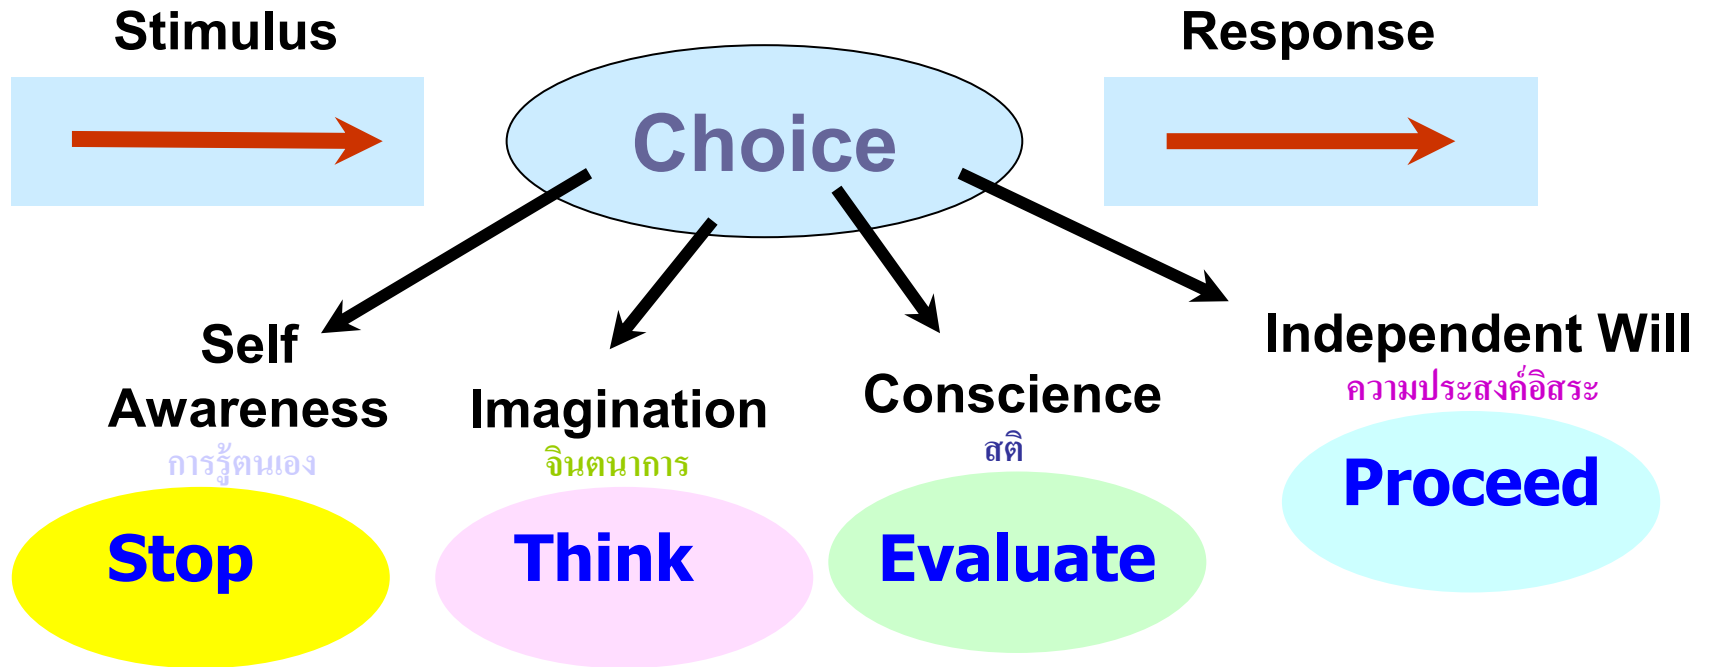 Stimulus
Response
Choice
Self
Awareness
การรู้ตนเอง
Stop
Imagination
จินตนาการ
Think
Conscience
สติ
Evaluate
Independent Will
ความประสงค์อิสระ
Proceed